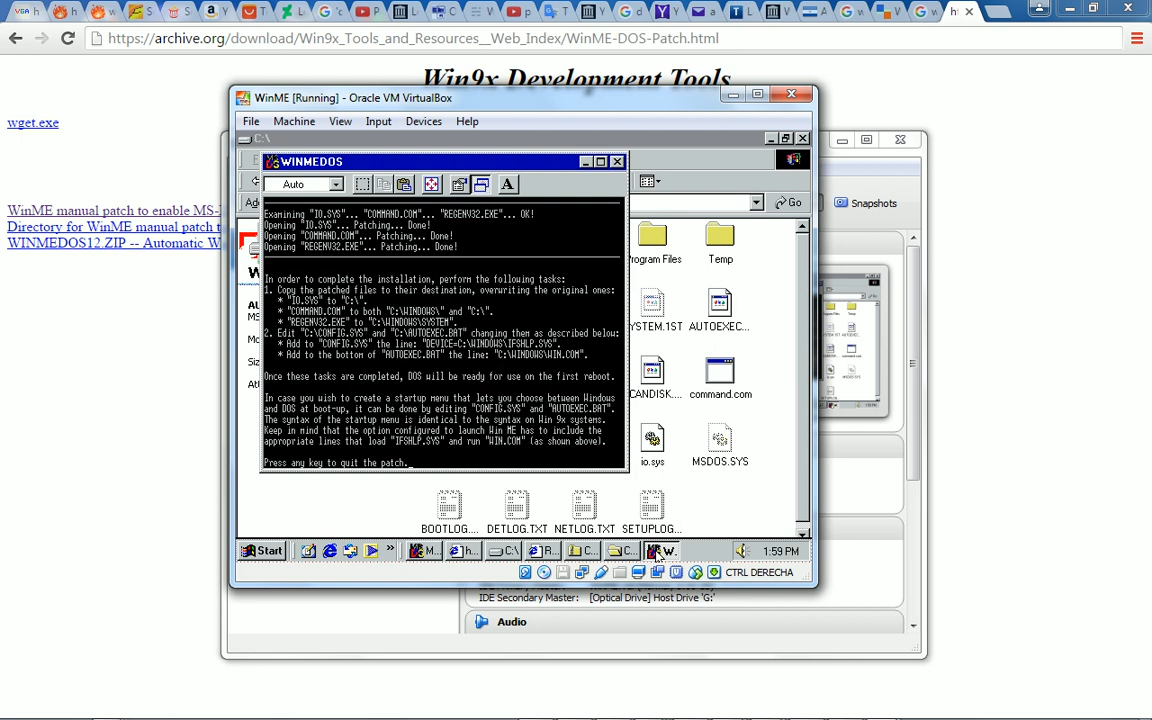 https://archive.org/download/Win9x_Tools_and_Resources__Web_Index/WinME-DOS-Patch.html
Win9x Development Tools
wget.exe
WinME manual patch to enable MS-
Directory for WinME manual patch t
WINMEDOS12.ZIP -- Automatic W
WinME [Running] - Oracle VM VirtualBox
File Machine View Input Devices Help
C:\
WINMEDOS
Auto
A
Go
Snapshots
Examining "IO.SYS"... "COMMAND.COM"... "REGENV32.EXE"... OK!
Opening "IO.SYS"... Patching... Done!
Opening "COMMAND.COM"... Patching... Done!
Opening "REGENV32.EXE"... Patching... Done!
In order to complete the installation, perform the following tasks:
1. Copy the patched files to their destination, overwriting the original ones:
* "IO.SYS" to "C:\".
* "COMMAND.COM" to both "C:\WINDOWS\" and "C:\".
* "REGENV32.EXE" to "C:\WINDOWS\SYSTEM".
2. Edit "C:\CONFIG.SYS" and "C:\AUTOEXEC.BAT" changing them as described below:
* Add to "CONFIG.SYS" the line: "DEVICE=C:\WINDOWS\IFSHLP.SYS".
* Add to the bottom of "AUTOEXEC.BAT" the line: "C:\WINDOWS\WIN.COM".
Once these tasks are completed, DOS will be ready for use on the first reboot.
In case you wish to create a startup menu that lets you choose between Windows
and DOS at boot-up, it can be done by editing "CONFIG.SYS" and "AUTOEXEC.BAT".
The syntax of the startup menu is identical to the syntax on Win 9x systems.
Keep in mind that the option configured to launch Win ME has to include the
appropriate lines that load "IFSHLP.SYS" and run "WIN.COM" (as shown above).
Press any key to quit the patch._
rogram Files Temp
YSTEM.1ST AUTOEXEC...
CANDISK.... command.com
io.sys MSDOS.SYS
BOOTLOG.... DETLOG.TXT NETLOG.TXT SETUPLOG...
Start » M... h... C:\ R... C... C... W. 1:59 PM
CTRL DERECHA
IDE Secondary Master: [Optical Drive] Host Drive 'G:'
Audio